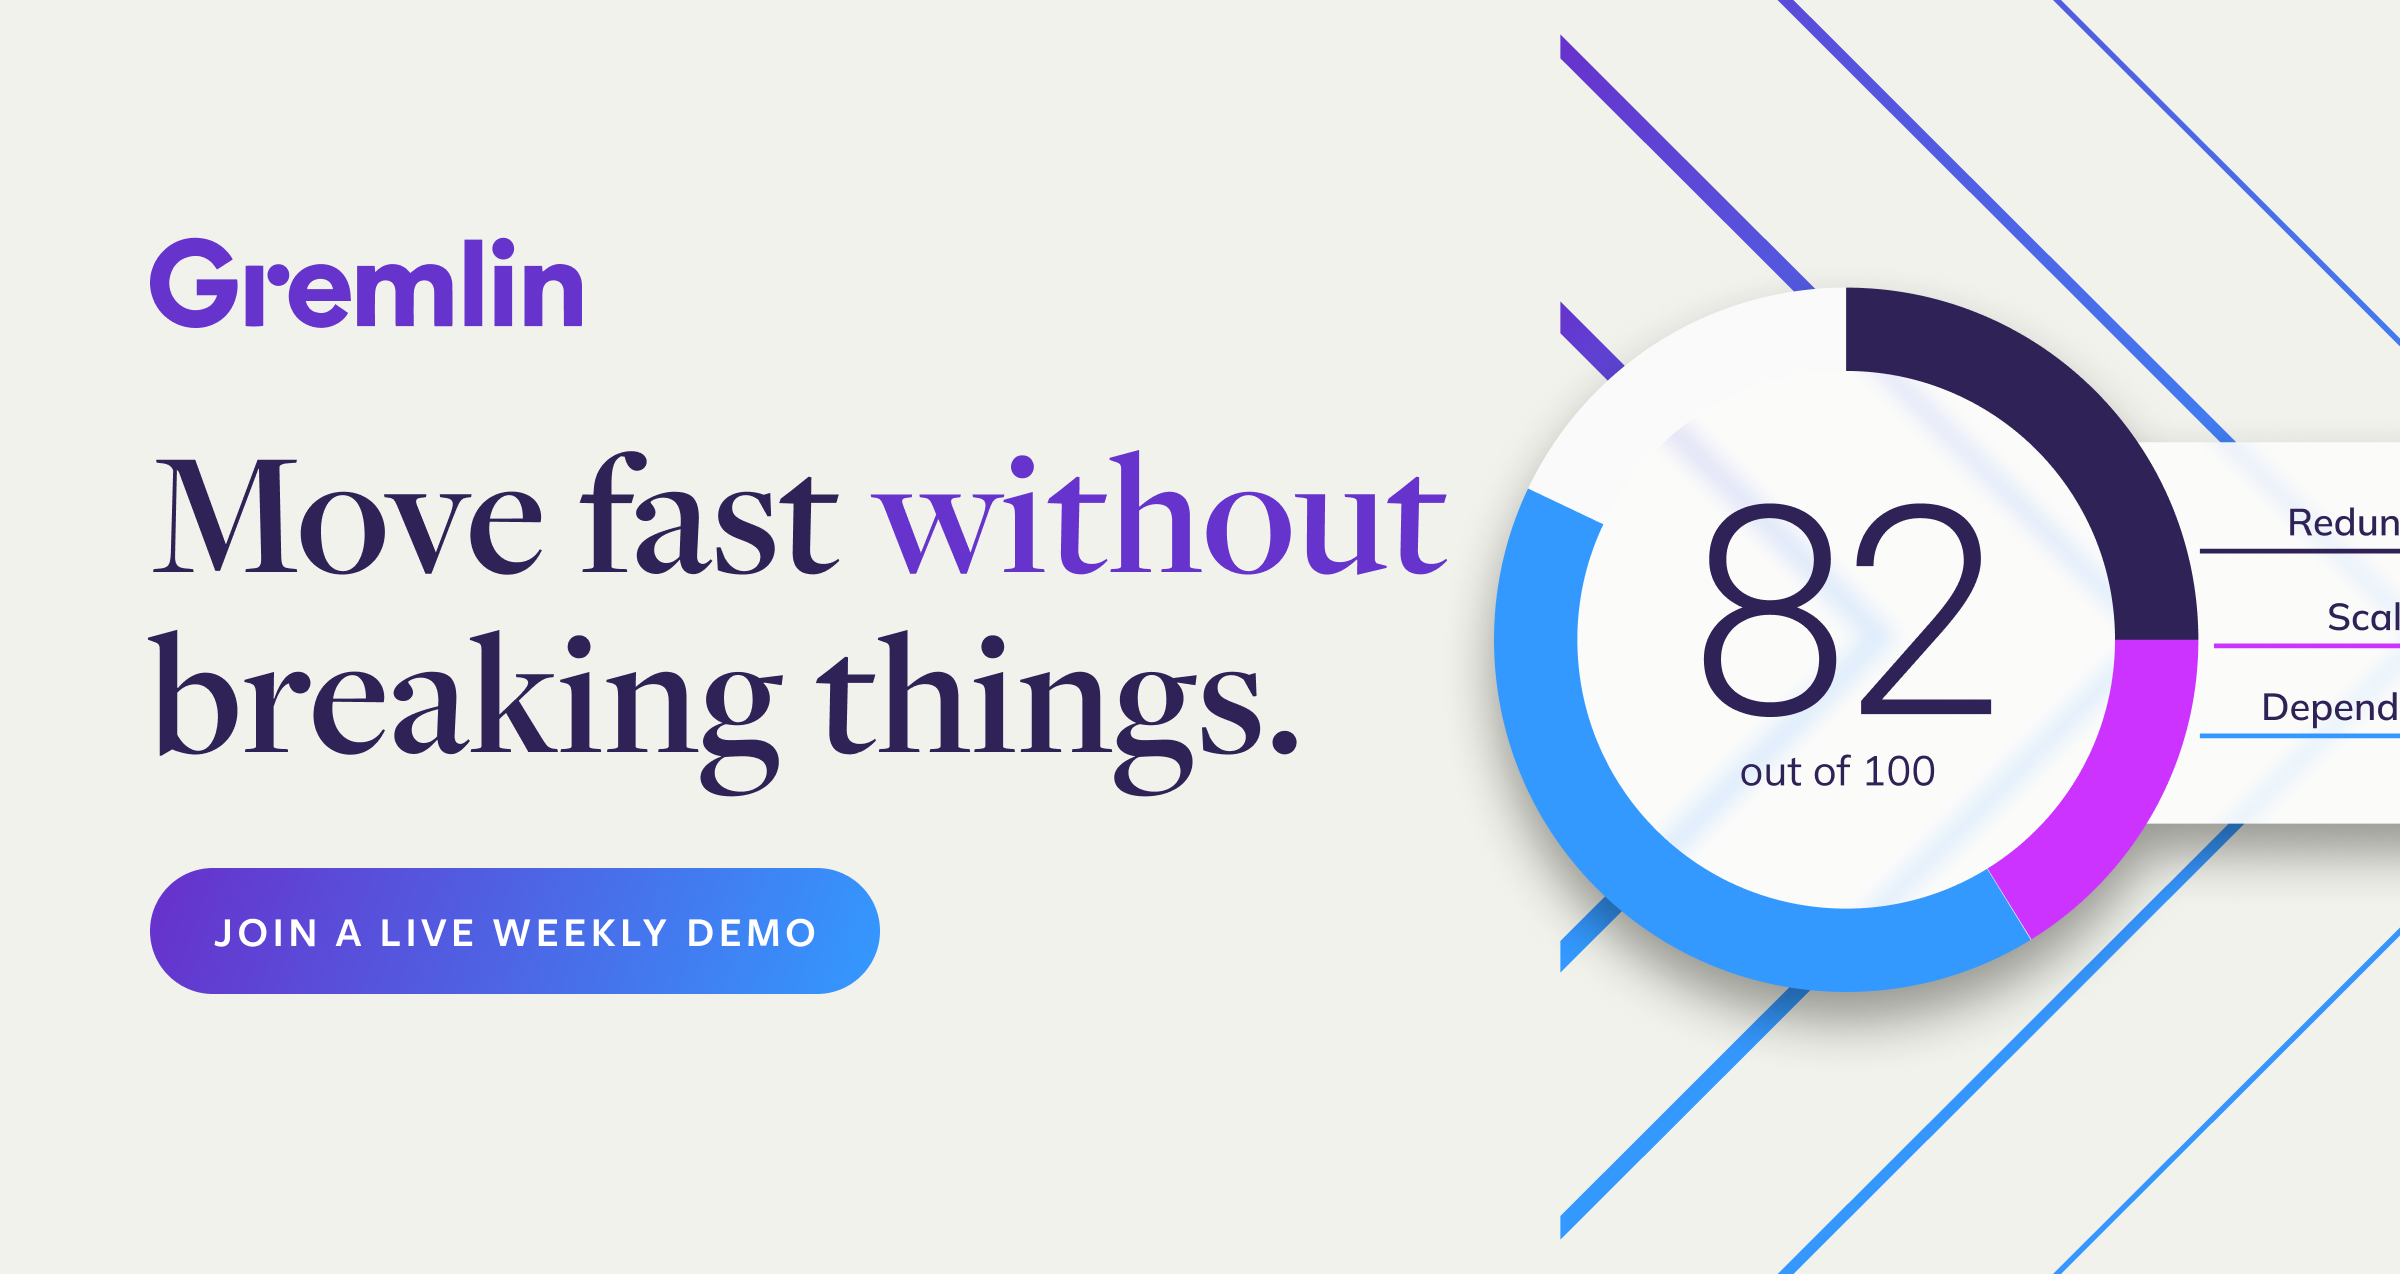 Gremlin
Move fast without
breaking things.
JOIN A LIVE WEEKLY DEMO
82
out of 100
Redun
Scal
Depend